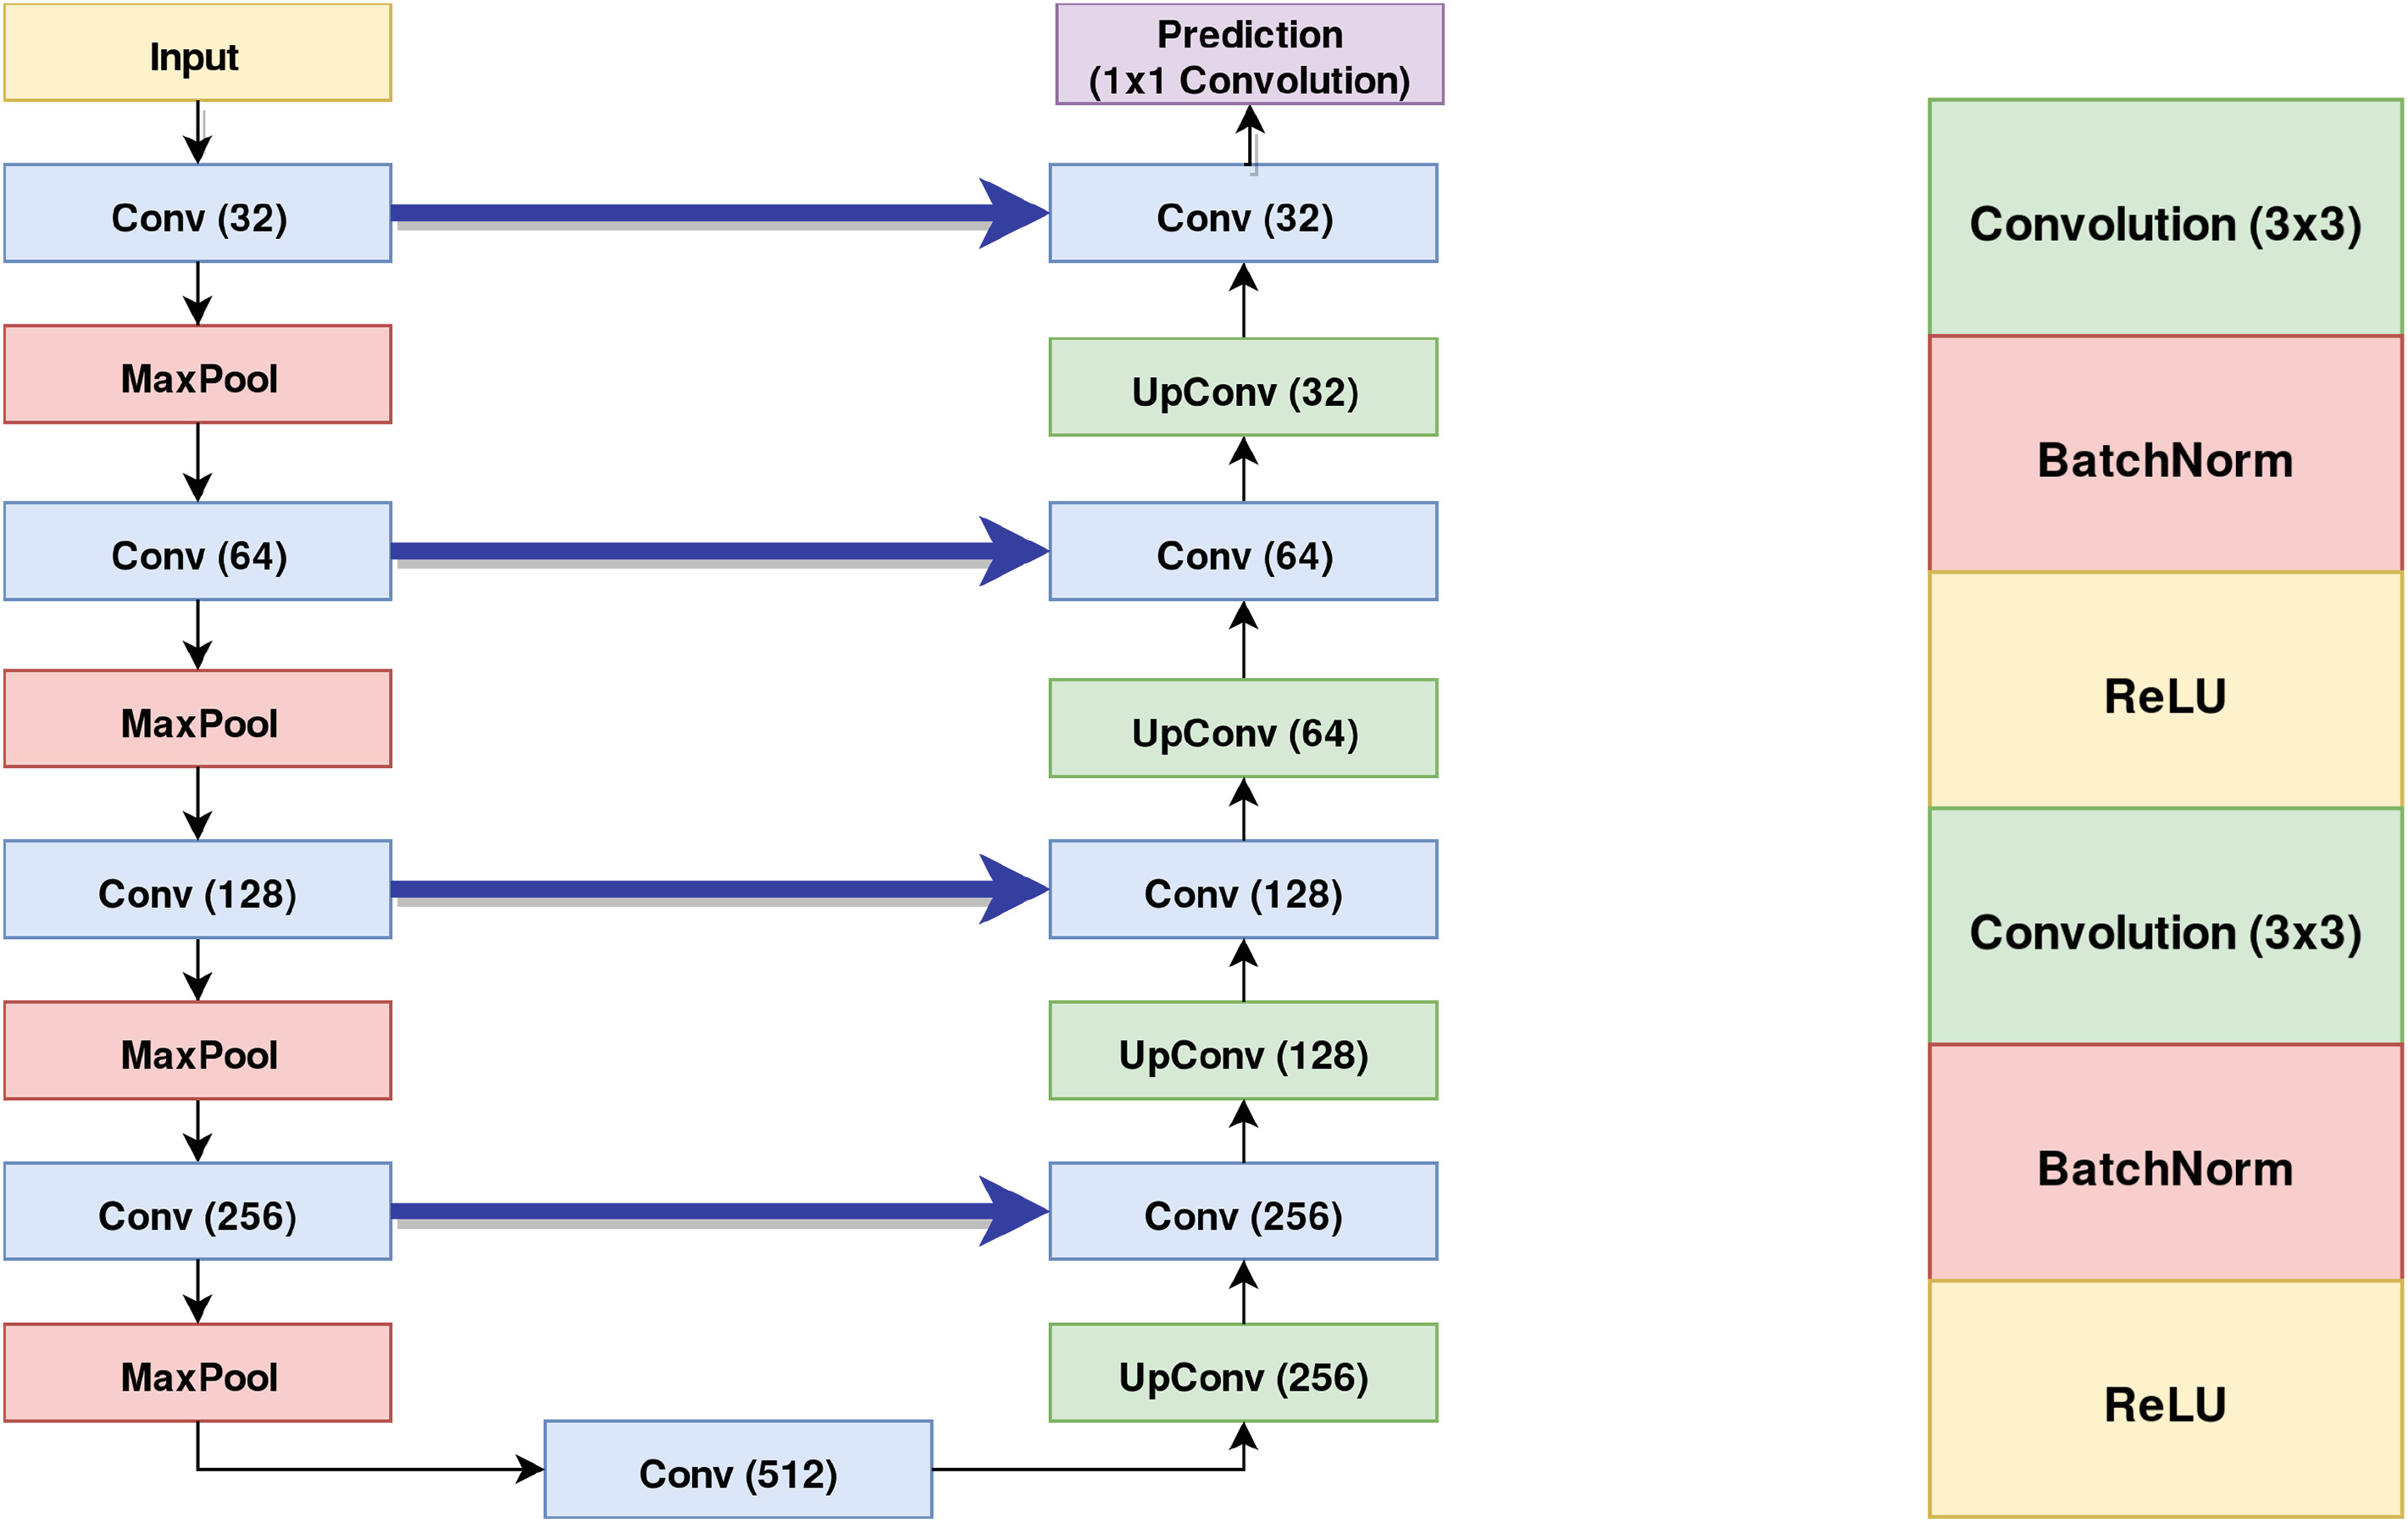 Input
Conv (32)
MaxPool
Conv (64)
MaxPool
Conv (128)
MaxPool
Conv (256)
MaxPool
Conv (512)
Prediction
(1x1 Convolution)
Conv (32)
UpConv (32)
Conv (64)
UpConv (64)
Conv (128)
UpConv (128)
Conv (256)
UpConv (256)
Convolution (3x3)
BatchNorm
ReLU
Convolution (3x3)
BatchNorm
ReLU